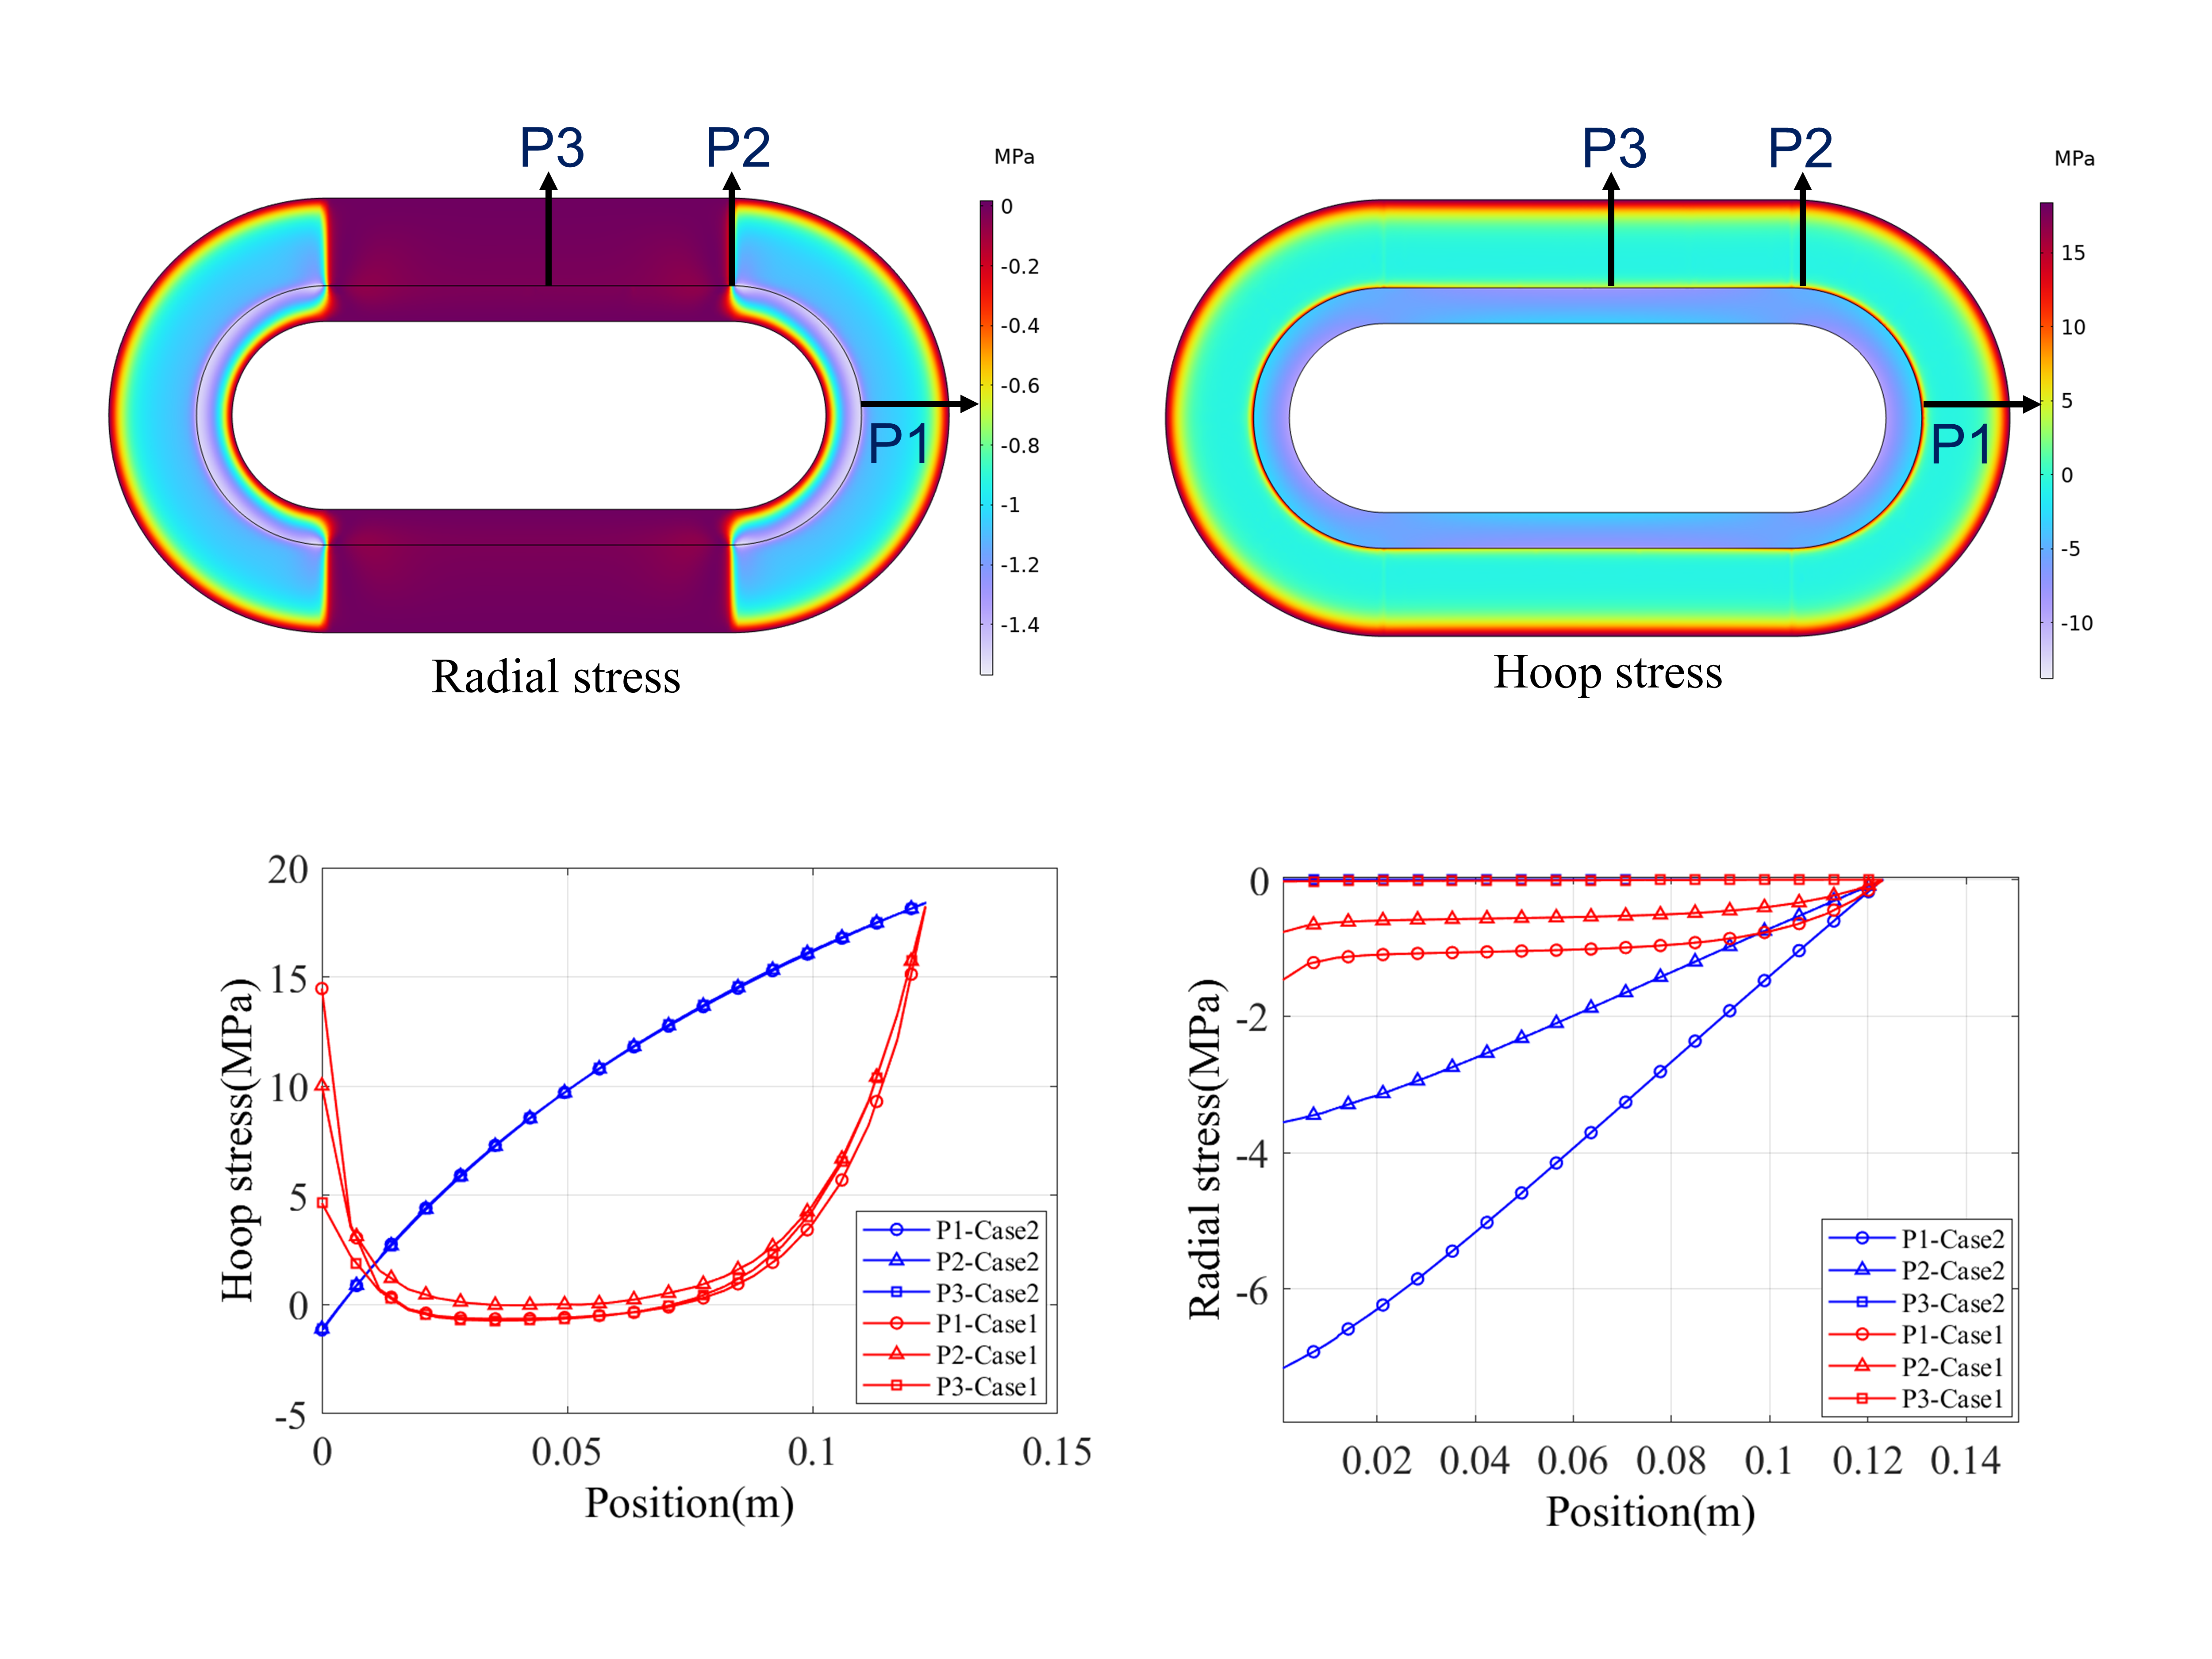 P3 P2
MPa
0
-0.2
-0.4
-0.6
-0.8
-1
-1.2
-1.4
P1
Radial stress
P3 P2
MPa
15
10
5
0
-5
-10
P1
Hoop stress
20
15
10
5
0
-5
Hoop stress(MPa)
P1-Case2
P2-Case2
P3-Case2
P1-Case1
P2-Case1
P3-Case1
0 0.05 0.1 0.15
Position(m)
0
-2
-4
-6
Radial stress(MPa)
P1-Case2
P2-Case2
P3-Case2
P1-Case1
P2-Case1
P3-Case1
0.02 0.04 0.06 0.08 0.1 0.12 0.14
Position(m)